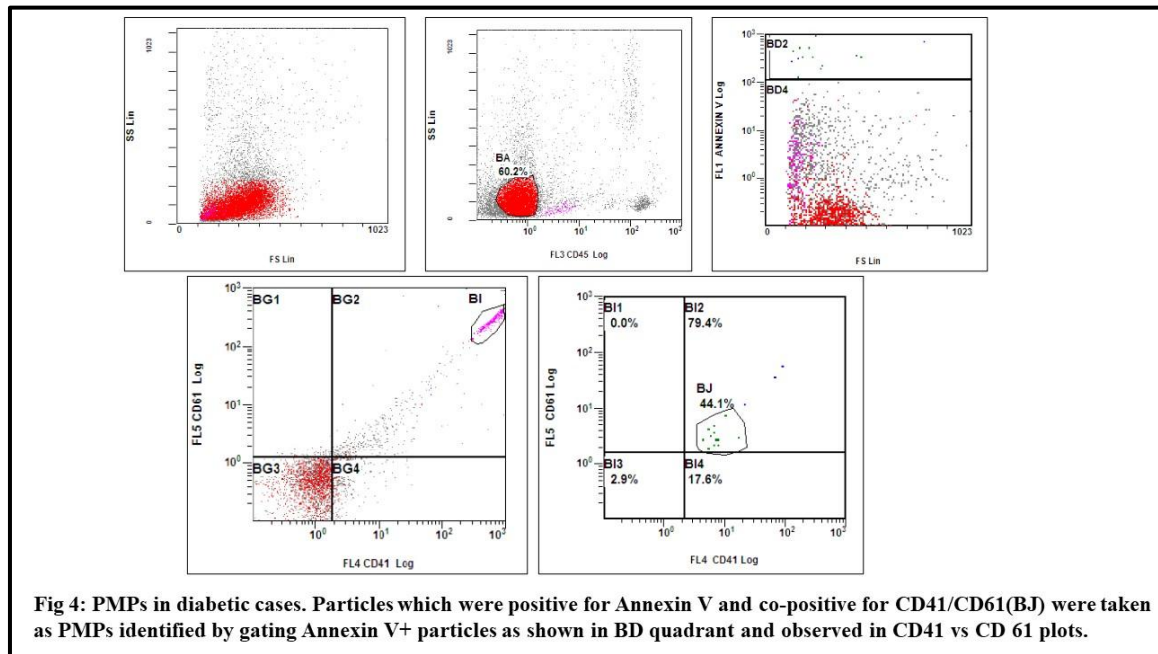 1023
SS Lin
0
0
1023
FS Lin
1023
SS Lin
0
BA
60.2%
10⁰
10¹
10²
10³
FL3 CD45 Log
10³
BD2
10²
BD4
FL1 ANNEXIN V Log
10¹
10⁰
0
1023
FS Lin
10³
BG1
BG2
BI
10²
FL5 CD61 Log
10¹
10⁰
BG3
BG4
10⁰
10¹
10²
10³
FL4 CD41 Log
10³
BI1
0.0%
BI2
79.4%
10²
FL5 CD61 Log
10¹
BJ
44.1%
10⁰
BI3
2.9%
BI4
17.6%
10⁰
10¹
10²
10³
FL4 CD41 Log
Fig 4: PMPs in diabetic cases. Particles which were positive for Annexin V and co-positive for CD41/CD61(BJ) were taken
as PMPs identified by gating Annexin V+ particles as shown in BD quadrant and observed in CD41 vs CD 61 plots.